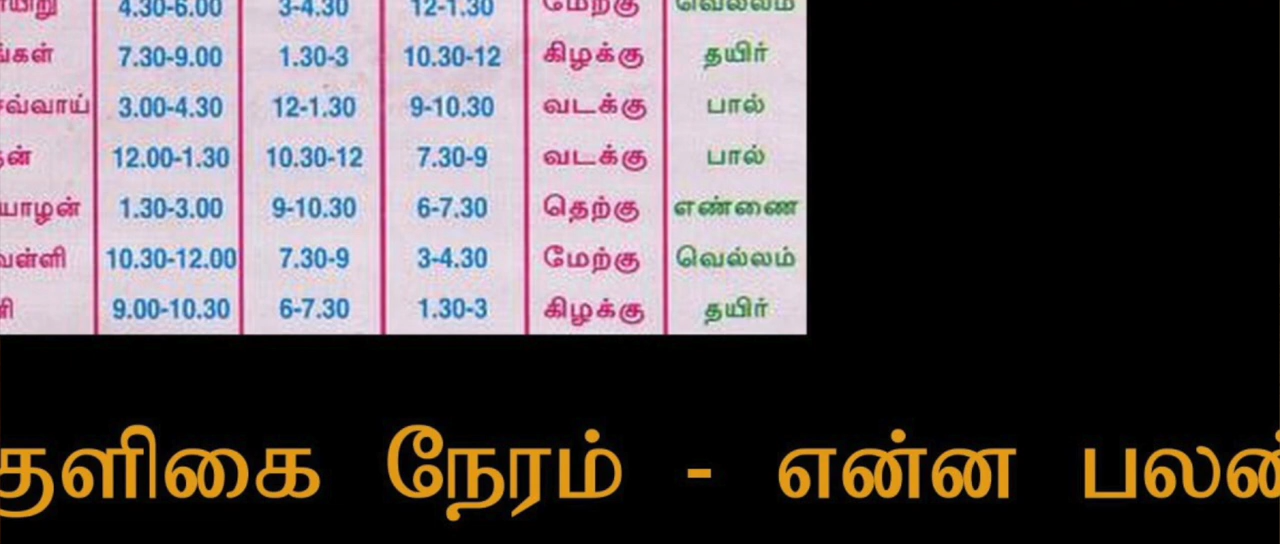 யிறு 4.30-6.00 3-4.30 12-1.30 மேற்கு வெல்லம்
கள் 7.30-9.00 1.30-3 10.30-12 கிழக்கு தயிர்
வ்வாய் 3.00-4.30 12-1.30 9-10.30 வடக்கு பால்
ன் 12.00-1.30 10.30-12 7.30-9 வடக்கு பால்
யாழன் 1.30-3.00 9-10.30 6-7.30 தெற்கு எண்ணை
வள்ளி 10.30-12.00 7.30-9 3-4.30 மேற்கு வெல்லம்
9.00-10.30 6-7.30 1.30-3 கிழக்கு தயிர்
குளிகை நேரம் - என்ன பலன்